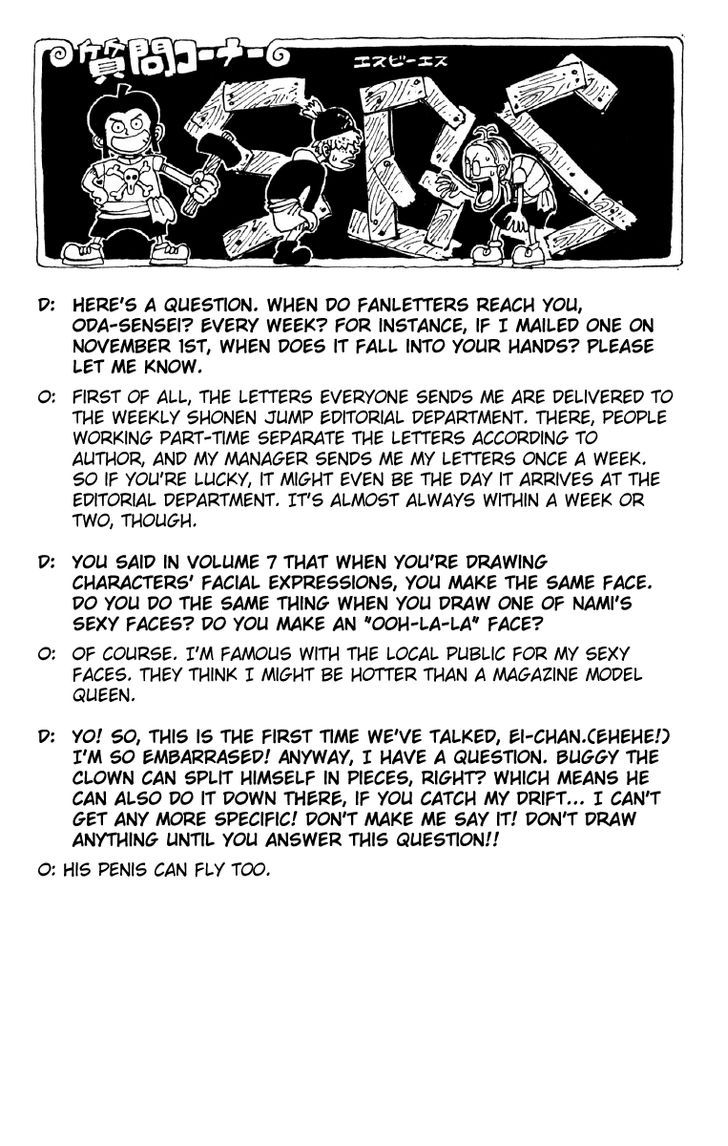 質問コーナー
エスビーエス
SBS
D: HERE'S A QUESTION. WHEN DO FANLETTERS REACH YOU,
ODA-SENSEI? EVERY WEEK? FOR INSTANCE, IF I MAILED ONE ON
NOVEMBER 1ST, WHEN DOES IT FALL INTO YOUR HANDS? PLEASE
LET ME KNOW.
O: FIRST OF ALL, THE LETTERS EVERYONE SENDS ME ARE DELIVERED TO
THE WEEKLY SHONEN JUMP EDITORIAL DEPARTMENT. THERE, PEOPLE
WORKING PART-TIME SEPARATE THE LETTERS ACCORDING TO
AUTHOR, AND MY MANAGER SENDS ME MY LETTERS ONCE A WEEK.
SO IF YOU'RE LUCKY, IT MIGHT EVEN BE THE DAY IT ARRIVES AT THE
EDITORIAL DEPARTMENT. IT'S ALMOST ALWAYS WITHIN A WEEK OR
TWO, THOUGH.
D: YOU SAID IN VOLUME 7 THAT WHEN YOU'RE DRAWING
CHARACTERS' FACIAL EXPRESSIONS, YOU MAKE THE SAME FACE.
DO YOU DO THE SAME THING WHEN YOU DRAW ONE OF NAMI'S
SEXY FACES? DO YOU MAKE AN "OOH-LA-LA" FACE?
O: OF COURSE. I'M FAMOUS WITH THE LOCAL PUBLIC FOR MY SEXY
FACES. THEY THINK I MIGHT BE HOTTER THAN A MAGAZINE MODEL
QUEEN.
D: YO! SO, THIS IS THE FIRST TIME WE'VE TALKED, EI-CHAN.(EHEHE!)
I'M SO EMBARRASED! ANYWAY, I HAVE A QUESTION. BUGGY THE
CLOWN CAN SPLIT HIMSELF IN PIECES, RIGHT? WHICH MEANS HE
CAN ALSO DO IT DOWN THERE, IF YOU CATCH MY DRIFT... I CAN'T
GET ANY MORE SPECIFIC! DON'T MAKE ME SAY IT! DON'T DRAW
ANYTHING UNTIL YOU ANSWER THIS QUESTION!!
O: HIS PENIS CAN FLY TOO.